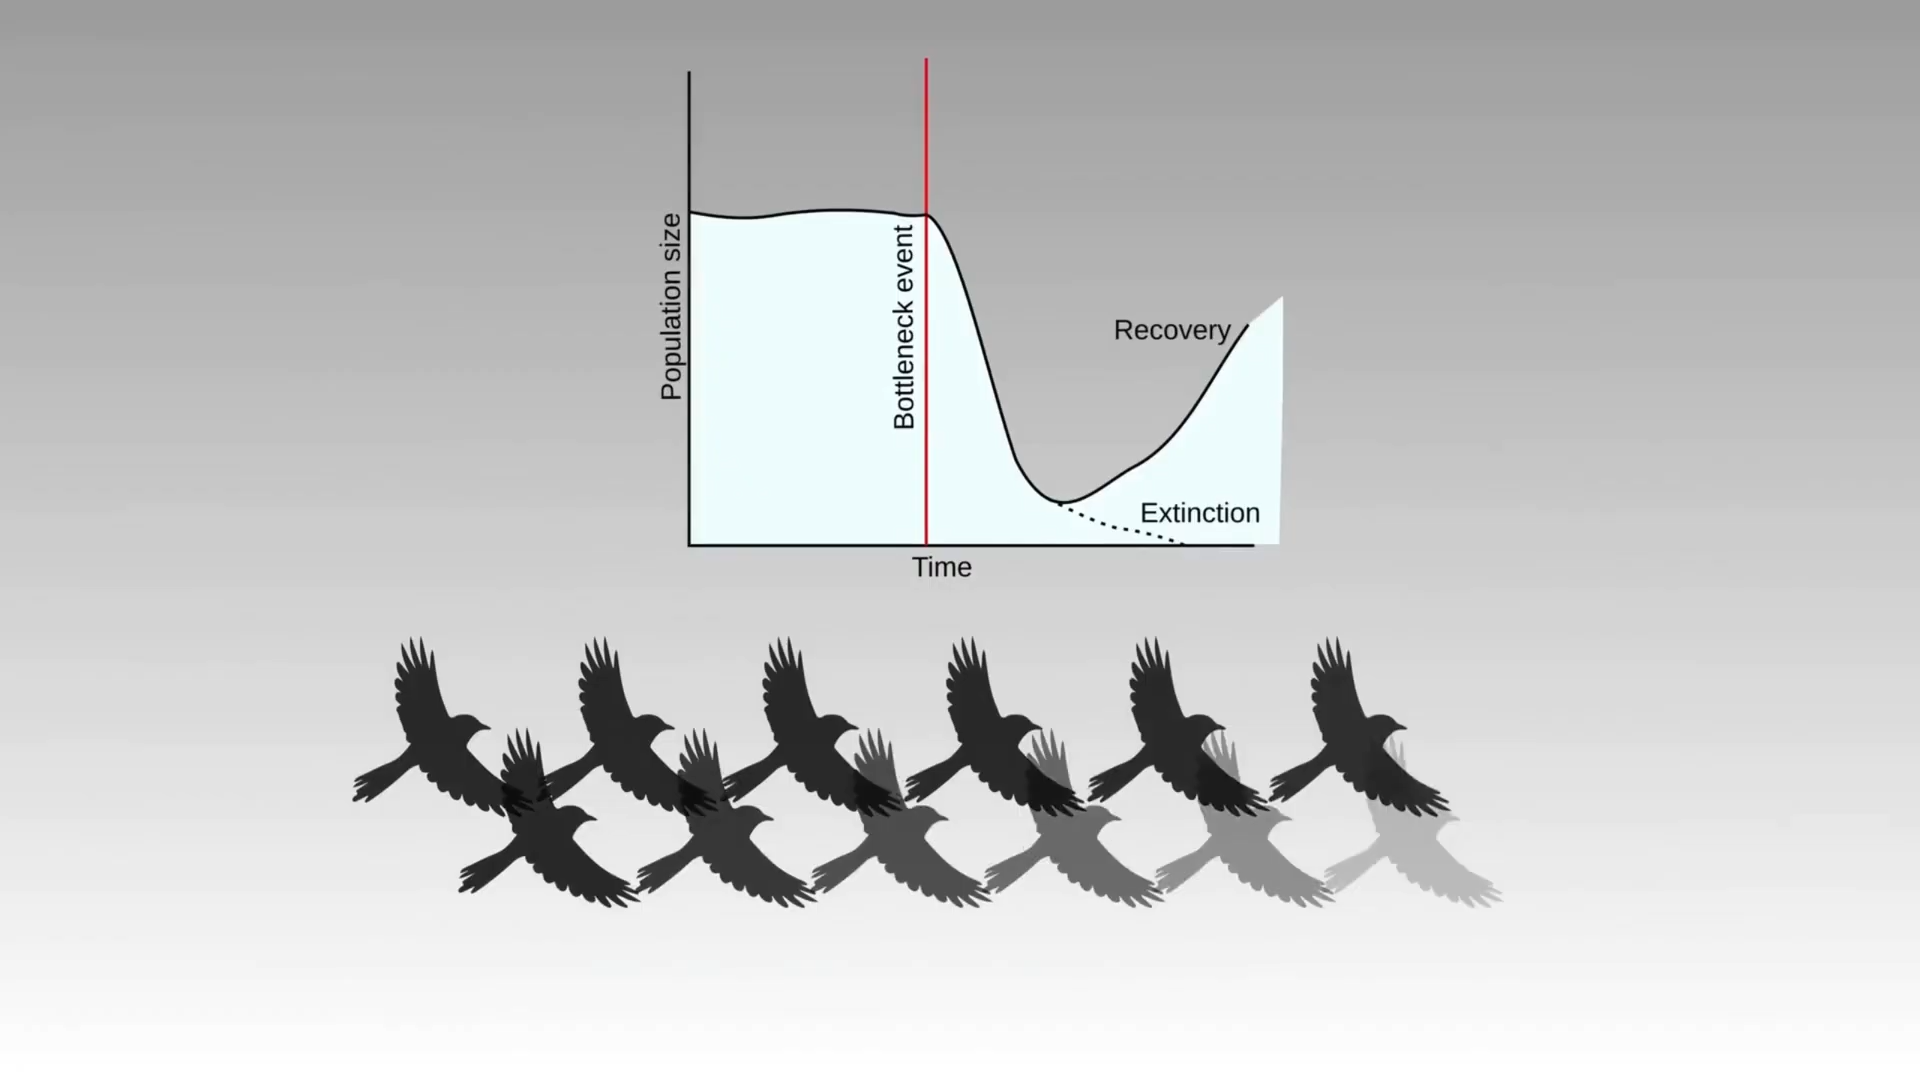 Population size
Bottleneck event
Recovery
Extinction
Time